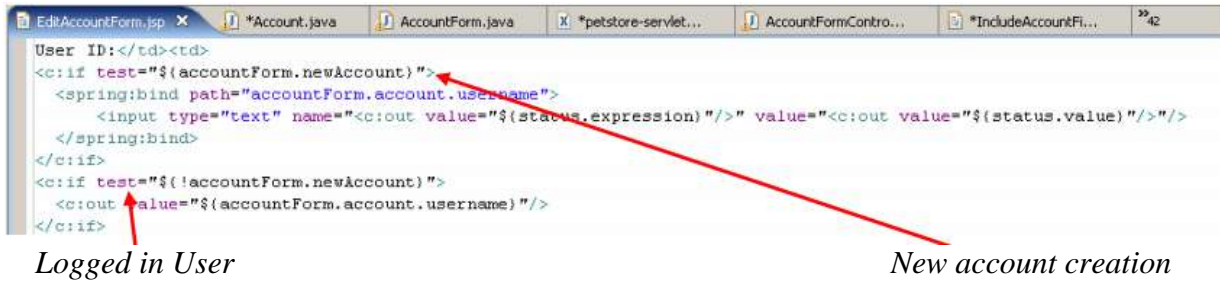 EditAccountForm.jsp X *Account.java AccountForm.java *petstore-servlet... AccountFormContro... *IncludeAccountFi... »42
User ID:</td><td>
<c:if test="${accountForm.newAccount}">
<spring:bind path="accountForm.account.username">
<input type="text" name="<c:out value="${status.expression}"/>" value="<c:out value="${status.value}"/>"/>
</spring:bind>
</c:if>
<c:if test="${!accountForm.newAccount}">
<c:out value="${accountForm.account.username}"/>
</c:if>
Logged in User New account creation